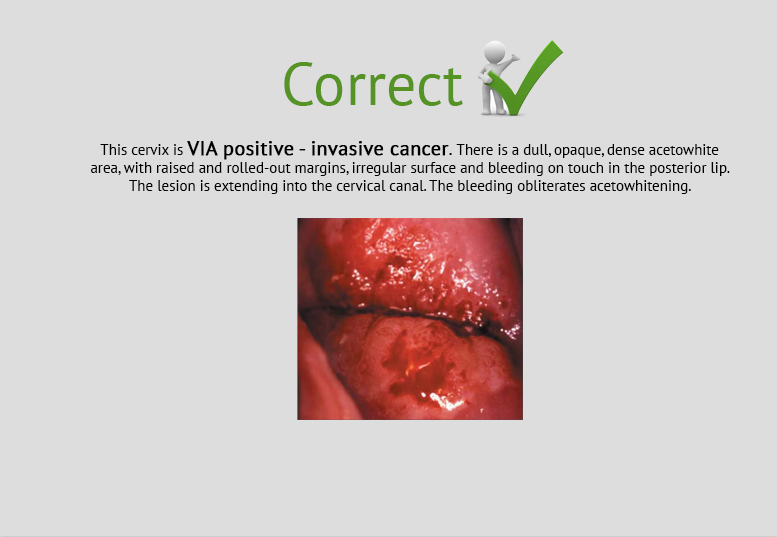 Correct
This cervix is VIA positive - invasive cancer. There is a dull, opaque, dense acetowhite
area, with raised and rolled-out margins, irregular surface and bleeding on touch in the posterior lip.
The lesion is extending into the cervical canal. The bleeding obliterates acetowhitening.